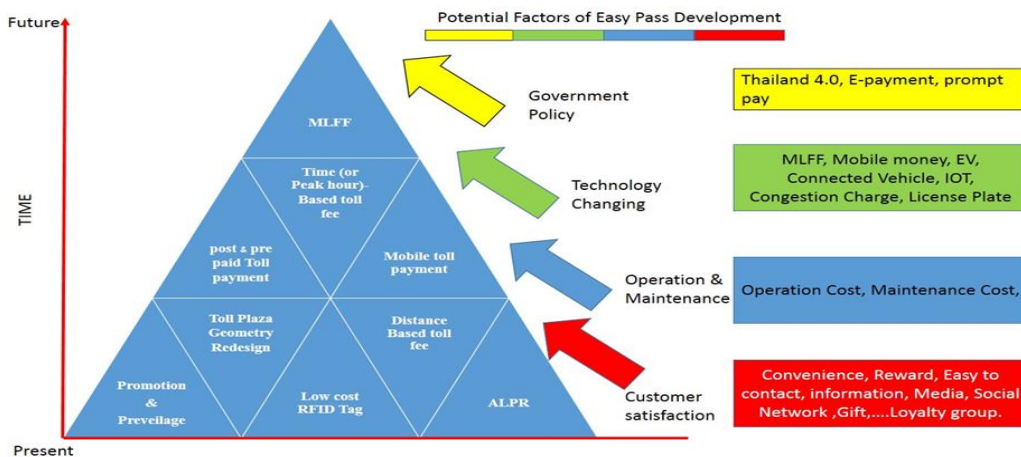 Future
Potential Factors of Easy Pass Development
Government
Policy
Thailand 4.0, E-payment, prompt
pay
MLFF
Technology
Changing
MLFF, Mobile money, EV,
Connected Vehicle, IOT,
Congestion Charge, License Plate
Time (or
Peak hour)-
Based toll
fee
TIME
post & pre
paid Toll
payment
Mobile toll
payment
Operation &
Maintenance
Operation Cost, Maintenance Cost,
Toll Plaza
Geometry
Redesign
Distance
Based toll
fee
Promotion
&
Preveilage
Low cost
RFID Tag
ALPR
Customer
satisfaction
Convenience, Reward, Easy to
contact, information, Media, Social
Network ,Gift,....Loyalty group.
Present